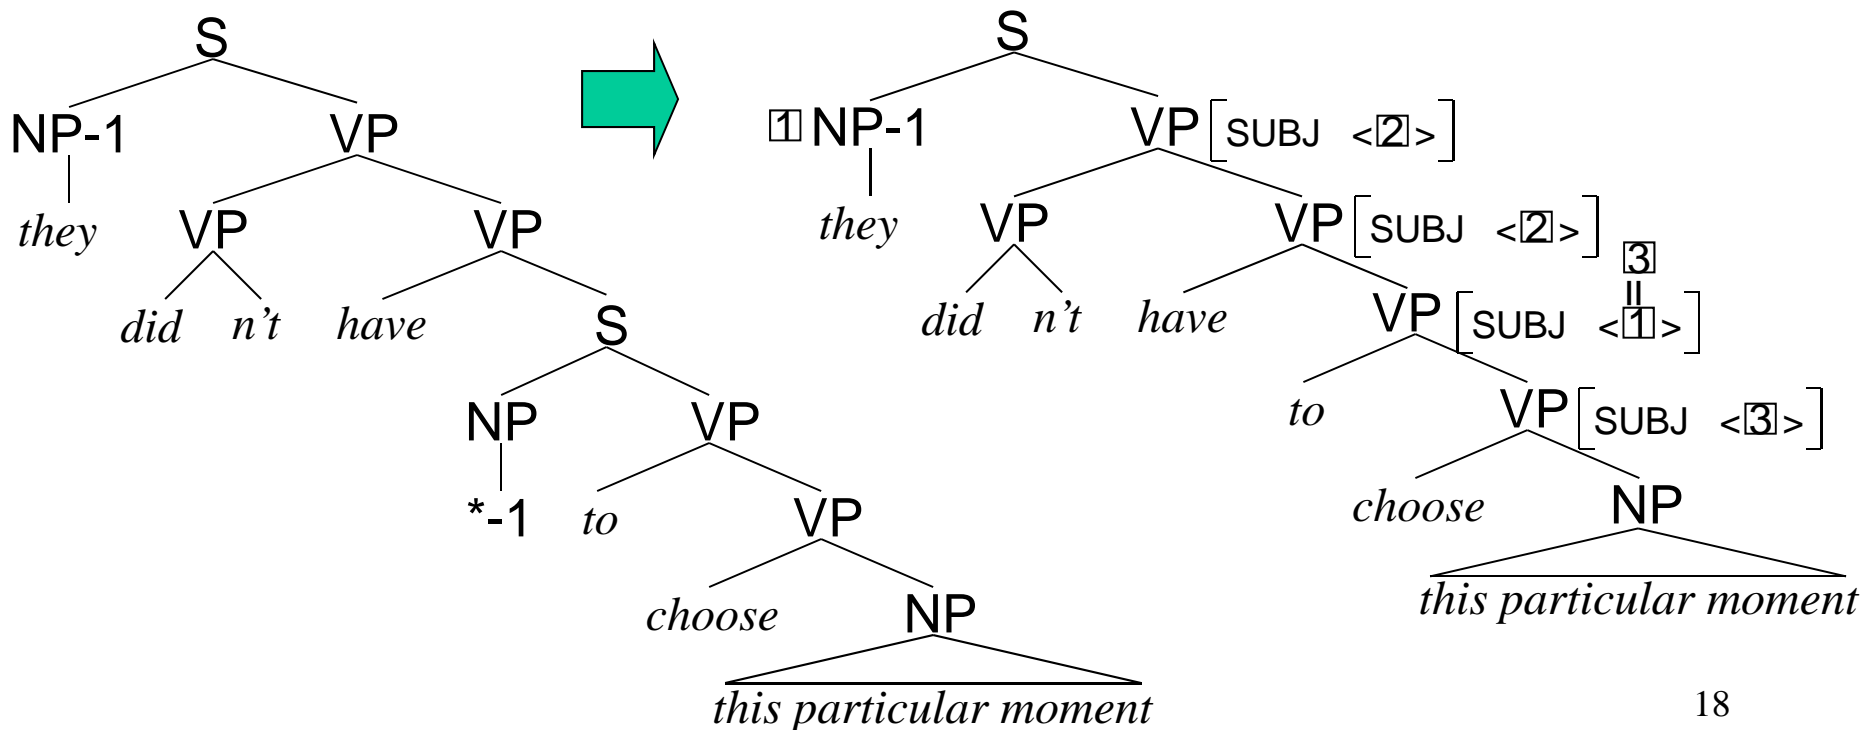 S
NP-1 VP
they VP VP
did n't have S
NP VP
*-1 to VP
choose NP
this particular moment
S
1 NP-1 VP [SUBJ <2>]
they VP VP [SUBJ <2>]
3
=
did n't have VP [SUBJ <1>]
to VP [SUBJ <3>]
choose NP
this particular moment
18